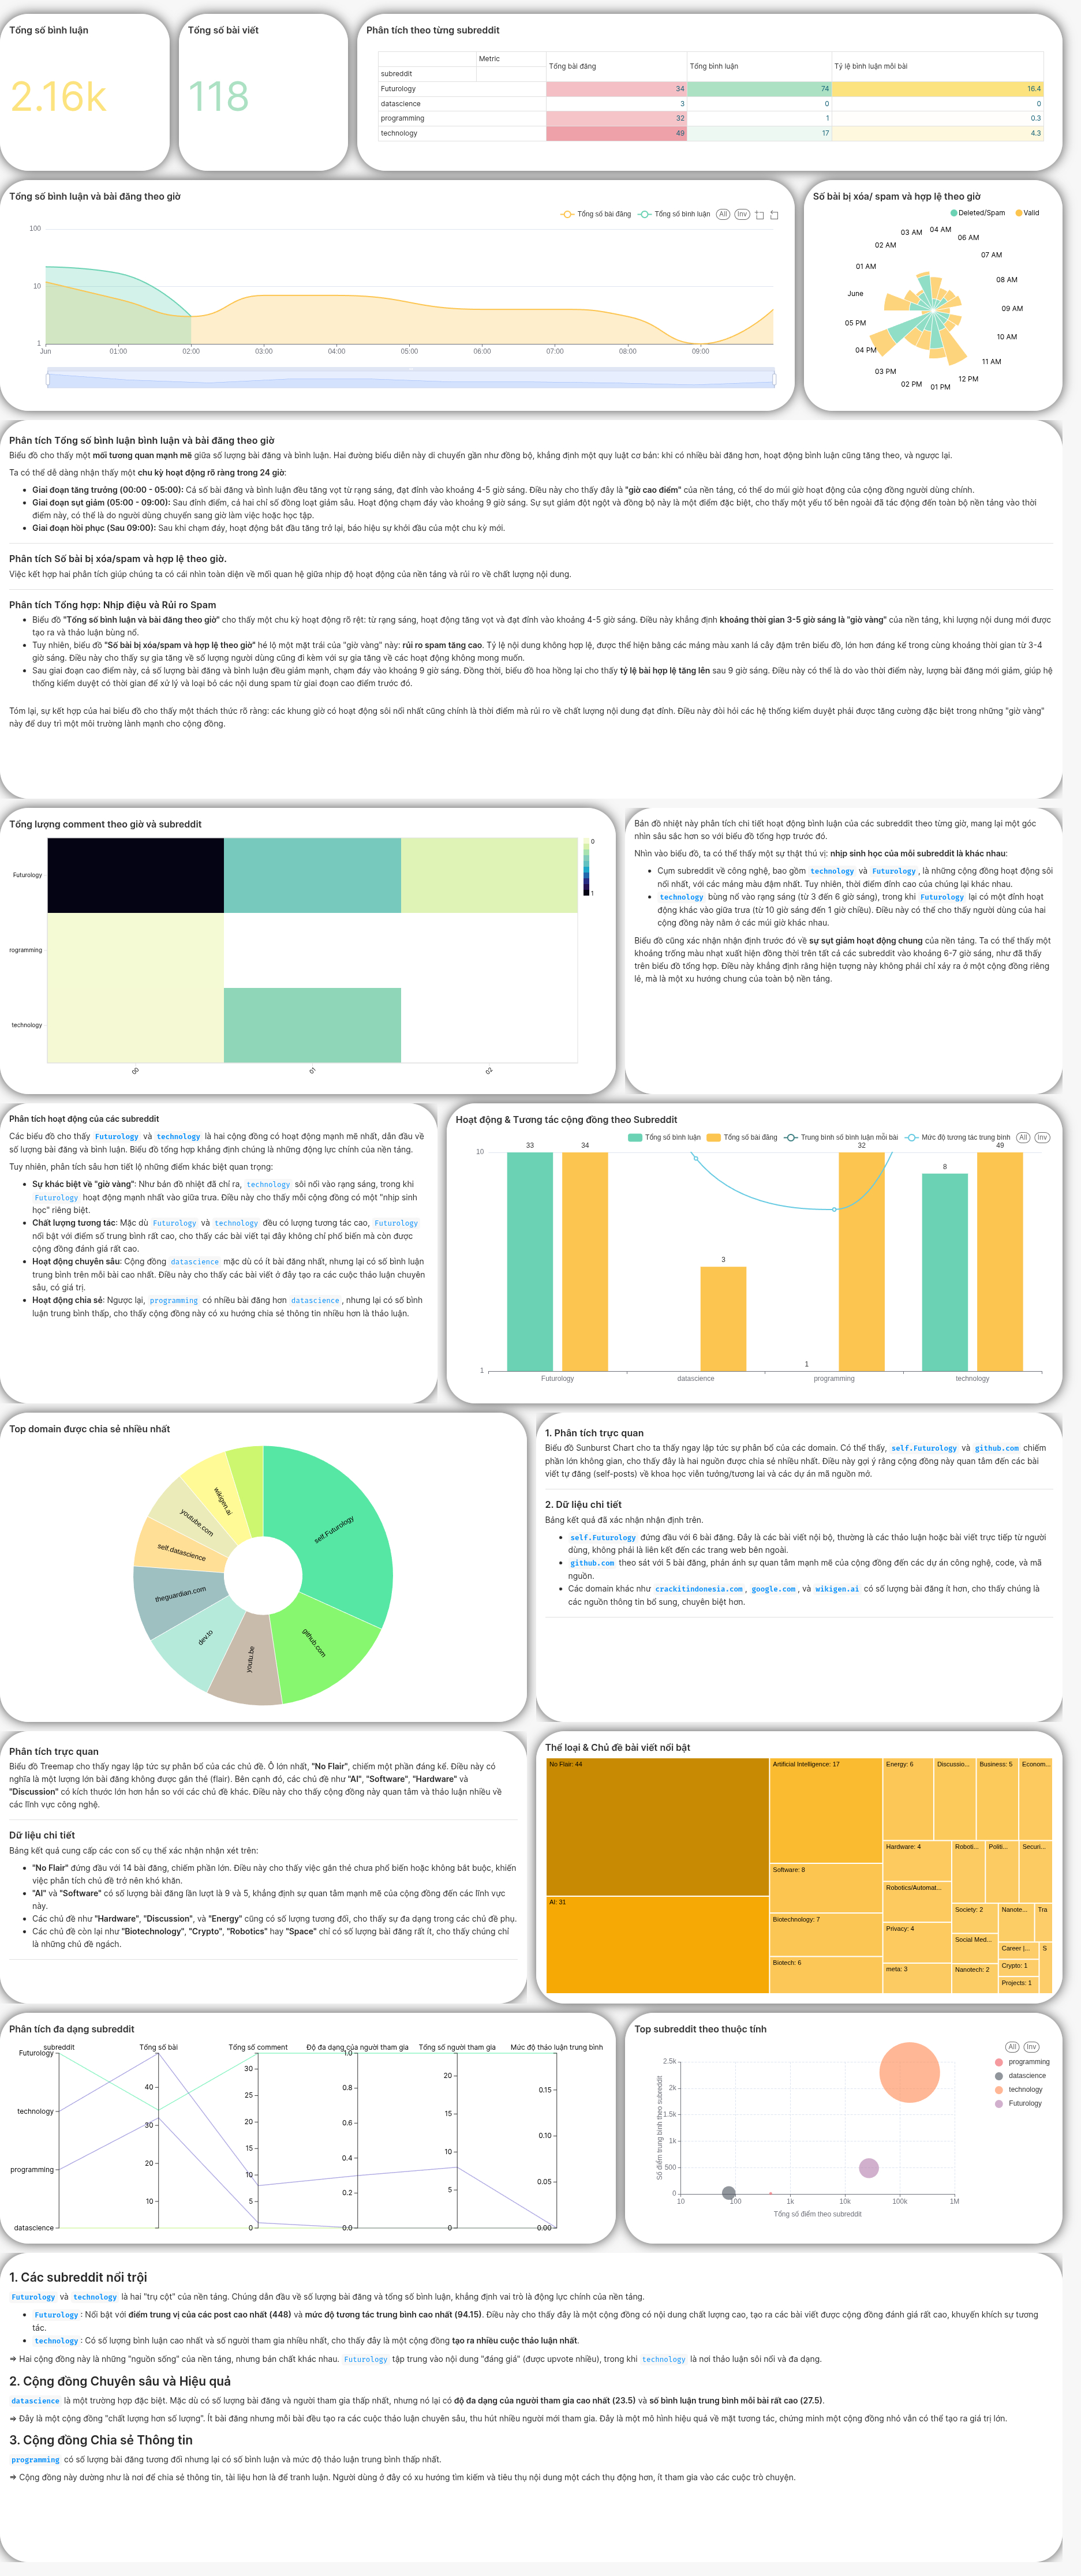 Tổng số bình luận
2.16k
Tổng số bài viết
118
Phân tích theo từng subreddit
Metric
Tổng bài đăng
Tổng bình luận
Tỷ lệ bình luận mỗi bài
subreddit
Futurology 34 74 16.4
datascience 3 0 0
programming 32 1 0.3
technology 49 17 4.3
Tổng số bình luận và bài đăng theo giờ
Tổng số bài đăng Tổng số bình luận All Inv
100
10
1
Jun 01:00 02:00 03:00 04:00 05:00 06:00 07:00 08:00 09:00
Số bài bị xóa/ spam và hợp lệ theo giờ
Deleted/Spam Valid
04 AM
06 AM
07 AM
08 AM
09 AM
10 AM
11 AM
12 PM
01 PM
02 PM
03 PM
04 PM
05 PM
June
01 AM
02 AM
03 AM
Phân tích Tổng số bình luận bình luận và bài đăng theo giờ
Biểu đồ cho thấy một mối tương quan mạnh mẽ giữa số lượng bài đăng và bình luận. Hai đường biểu diễn này di chuyển gần như đồng bộ, khẳng định một quy luật cơ bản: khi có nhiều bài đăng hơn, hoạt động bình luận cũng tăng theo, và ngược lại.
Ta có thể dễ dàng nhận thấy một chu kỳ hoạt động rõ ràng trong 24 giờ:
• Giai đoạn tăng trưởng (00:00 - 05:00): Cả số bài đăng và bình luận đều tăng vọt từ rạng sáng, đạt đỉnh vào khoảng 4-5 giờ sáng. Điều này cho thấy đây là "giờ cao điểm" của nền tảng, có thể do múi giờ hoạt động của cộng đồng người dùng chính.
• Giai đoạn sụt giảm (05:00 - 09:00): Sau đỉnh điểm, cả hai chỉ số đồng loạt giảm sâu. Hoạt động chạm đáy vào khoảng 9 giờ sáng. Sự sụt giảm đột ngột và đồng bộ này là một điểm đặc biệt, cho thấy một yếu tố bên ngoài đã tác động đến toàn bộ nền tảng vào thời
điểm này, có thể là do người dùng chuyển sang giờ làm việc hoặc học tập.
• Giai đoạn hồi phục (Sau 09:00): Sau khi chạm đáy, hoạt động bắt đầu tăng trở lại, báo hiệu sự khởi đầu của một chu kỳ mới.
Phân tích Số bài bị xóa/spam và hợp lệ theo giờ.
Việc kết hợp hai phân tích giúp chúng ta có cái nhìn toàn diện về mối quan hệ giữa nhịp độ hoạt động của nền tảng và rủi ro về chất lượng nội dung.
Phân tích Tổng hợp: Nhịp điệu và Rủi ro Spam
• Biểu đồ "Tổng số bình luận và bài đăng theo giờ" cho thấy một chu kỳ hoạt động rõ rệt: từ rạng sáng, hoạt động tăng vọt và đạt đỉnh vào khoảng 4-5 giờ sáng. Điều này khẳng định khoảng thời gian 3-5 giờ sáng là "giờ vàng" của nền tảng, khi lượng nội dung mới được
tạo ra và thảo luận bùng nổ.
• Tuy nhiên, biểu đồ "Số bài bị xóa/spam và hợp lệ theo giờ" hé lộ một mặt trái của "giờ vàng" này: rủi ro spam tăng cao. Tỷ lệ nội dung không hợp lệ, được thể hiện bằng các mảng màu xanh lá cây đậm trên biểu đồ, lớn hơn đáng kể trong cùng khoảng thời gian từ 3-4
giờ sáng. Điều này cho thấy sự gia tăng về số lượng người dùng cũng đi kèm với sự gia tăng về các hoạt động không mong muốn.
• Sau giai đoạn cao điểm này, cả số lượng bài đăng và bình luận đều giảm mạnh, chạm đáy vào khoảng 9 giờ sáng. Đồng thời, biểu đồ hoa hồng lại cho thấy tỷ lệ bài hợp lệ tăng lên sau 9 giờ sáng. Điều này có thể là do vào thời điểm này, lượng bài đăng mới giảm, giúp hệ
thống kiểm duyệt có thời gian để xử lý và loại bỏ các nội dung spam từ giai đoạn cao điểm trước đó.
Tóm lại, sự kết hợp của hai biểu đồ cho thấy một thách thức rõ ràng: các khung giờ có hoạt động sôi nổi nhất cũng chính là thời điểm mà rủi ro về chất lượng nội dung đạt đỉnh. Điều này đòi hỏi các hệ thống kiểm duyệt phải được tăng cường đặc biệt trong những "giờ vàng"
này để duy trì một môi trường lành mạnh cho cộng đồng.
Tổng lượng comment theo giờ và subreddit
Futurology
rogramming
technology
00 01 02
0
1
Bản đồ nhiệt này phân tích chi tiết hoạt động bình luận của các subreddit theo từng giờ, mang lại một góc
nhìn sâu sắc hơn so với biểu đồ tổng hợp trước đó.
Nhìn vào biểu đồ, ta có thể thấy một sự thật thú vị: nhịp sinh học của mỗi subreddit là khác nhau:
• Cụm subreddit về công nghệ, bao gồm technology và Futurology, là những cộng đồng hoạt động sôi
nổi nhất, với các mảng màu đậm nhất. Tuy nhiên, thời điểm đỉnh cao của chúng lại khác nhau.
• technology bùng nổ vào rạng sáng (từ 3 đến 6 giờ sáng), trong khi Futurology lại có một đỉnh hoạt
động khác vào giữa trưa (từ 10 giờ sáng đến 1 giờ chiều). Điều này có thể cho thấy người dùng của hai
cộng đồng này nằm ở các múi giờ khác nhau.
Biểu đồ cũng xác nhận nhận định trước đó về sự sụt giảm hoạt động chung của nền tảng. Ta có thể thấy một
khoảng trống màu nhạt xuất hiện đồng thời trên tất cả các subreddit vào khoảng 6-7 giờ sáng, như đã thấy
trên biểu đồ tổng hợp. Điều này khẳng định rằng hiện tượng này không phải chỉ xảy ra ở một cộng đồng riêng
lẻ, mà là một xu hướng chung của toàn bộ nền tảng.
Phân tích hoạt động của các subreddit
Các biểu đồ cho thấy Futurology và technology là hai cộng đồng có hoạt động mạnh mẽ nhất, dẫn đầu về
số lượng bài đăng và bình luận. Biểu đồ tổng hợp khẳng định chúng là những động lực chính của nền tảng.
Tuy nhiên, phân tích sâu hơn tiết lộ những điểm khác biệt quan trọng:
• Sự khác biệt về "giờ vàng": Như bản đồ nhiệt đã chỉ ra, technology sôi nổi vào rạng sáng, trong khi
Futurology hoạt động mạnh nhất vào giữa trưa. Điều này cho thấy mỗi cộng đồng có một "nhịp sinh
học" riêng biệt.
• Chất lượng tương tác: Mặc dù Futurology và technology đều có lượng tương tác cao, Futurology
nổi bật với điểm số trung bình rất cao, cho thấy các bài viết tại đây không chỉ phổ biến mà còn được
cộng đồng đánh giá rất cao.
• Hoạt động chuyên sâu: Cộng đồng datascience mặc dù có ít bài đăng nhất, nhưng lại có số bình luận
trung bình trên mỗi bài cao nhất. Điều này cho thấy các bài viết ở đây tạo ra các cuộc thảo luận chuyên
sâu, có giá trị.
• Hoạt động chia sẻ: Ngược lại, programming có nhiều bài đăng hơn datascience, nhưng lại có số bình
luận trung bình thấp, cho thấy cộng đồng này có xu hướng chia sẻ thông tin nhiều hơn là thảo luận.
Hoạt động & Tương tác cộng đồng theo Subreddit
Tổng số bình luận Tổng số bài đăng Trung bình số bình luận mỗi bài Mức độ tương tác trung bình All Inv
33 34 32 49
10
8
3
1
1
Futurology datascience programming technology
Top domain được chia sẻ nhiều nhất
self.Futurology
github.com
youtu.be
dev.to
theguardian.com
self.datascience
youtube.com
wikigen.ai
1. Phân tích trực quan
Biểu đồ Sunburst Chart cho ta thấy ngay lập tức sự phân bổ của các domain. Có thể thấy, self.Futurology và github.com chiếm
phần lớn không gian, cho thấy đây là hai nguồn được chia sẻ nhiều nhất. Điều này gợi ý rằng cộng đồng này quan tâm đến các bài
viết tự đăng (self-posts) về khoa học viễn tưởng/tương lai và các dự án mã nguồn mở.
2. Dữ liệu chi tiết
Bảng kết quả đã xác nhận nhận định trên.
• self.Futurology đứng đầu với 6 bài đăng. Đây là các bài viết nội bộ, thường là các thảo luận hoặc bài viết trực tiếp từ người
dùng, không phải là liên kết đến các trang web bên ngoài.
• github.com theo sát với 5 bài đăng, phản ánh sự quan tâm mạnh mẽ của cộng đồng đến các dự án công nghệ, code, và mã
nguồn.
• Các domain khác như crackitindonesia.com, google.com, và wikigen.ai có số lượng bài đăng ít hơn, cho thấy chúng là
các nguồn thông tin bổ sung, chuyên biệt hơn.
Phân tích trực quan
Biểu đồ Treemap cho thấy ngay lập tức sự phân bổ của các chủ đề. Ô lớn nhất, "No Flair", chiếm một phần đáng kể. Điều này có
nghĩa là một lượng lớn bài đăng không được gắn thẻ (flair). Bên cạnh đó, các chủ đề như "AI", "Software", "Hardware" và
"Discussion" có kích thước lớn hơn hẳn so với các chủ đề khác. Điều này cho thấy cộng đồng này quan tâm và thảo luận nhiều về
các lĩnh vực công nghệ.
Dữ liệu chi tiết
Bảng kết quả cung cấp các con số cụ thể xác nhận nhận xét trên:
• "No Flair" đứng đầu với 14 bài đăng, chiếm phần lớn. Điều này cho thấy việc gắn thẻ chưa phổ biến hoặc không bắt buộc, khiến
việc phân tích chủ đề trở nên khó khăn.
• "AI" và "Software" có số lượng bài đăng lần lượt là 9 và 5, khẳng định sự quan tâm mạnh mẽ của cộng đồng đến các lĩnh vực
này.
• Các chủ đề như "Hardware", "Discussion", và "Energy" cũng có số lượng tương đối, cho thấy sự đa dạng trong các chủ đề phụ.
• Các chủ đề còn lại như "Biotechnology", "Crypto", "Robotics" hay "Space" chỉ có số lượng bài đăng rất ít, cho thấy chúng chỉ
là những chủ đề ngách.
Thể loại & Chủ đề bài viết nổi bật
No Flair: 44
AI: 31
Artificial Intelligence: 17
Software: 8
Biotechnology: 7
Biotech: 6
Energy: 6
Discussio...
Business: 5
Econom...
Hardware: 4
Robotics/Automat...
Privacy: 4
meta: 3
Roboti...
Politi...
Securi...
Society: 2
Social Med...
Nanotech: 2
Nanote...
Tra
Career |...
S
Crypto: 1
Projects: 1
Phân tích đa dạng subreddit
subreddit Tổng số bài Tổng số comment Độ đa dạng của người tham gia Tổng số người tham gia Mức độ thảo luận trung bình
Futurology
technology
programming
datascience
40
30
20
10
30
25
20
15
10
5
0
1.0
0.8
0.6
0.4
0.2
0.0
20
15
10
5
0
0.15
0.10
0.05
0.00
Top subreddit theo thuộc tính
All Inv
programming
datascience
technology
Futurology
Số điểm trung bình theo subreddit
2.5k
2k
1.5k
1k
500
0
10 100 1k 10k 100k 1M
Tổng số điểm theo subreddit
1. Các subreddit nổi trội
Futurology và technology là hai "trụ cột" của nền tảng. Chúng dẫn đầu về số lượng bài đăng và tổng số bình luận, khẳng định vai trò là động lực chính của nền tảng.
• Futurology: Nổi bật với điểm trung vị của các post cao nhất (448) và mức độ tương tác trung bình cao nhất (94.15). Điều này cho thấy đây là một cộng đồng có nội dung chất lượng cao, tạo ra các bài viết được cộng đồng đánh giá rất cao, khuyến khích sự tương
tác.
• technology: Có số lượng bình luận cao nhất và số người tham gia nhiều nhất, cho thấy đây là một cộng đồng tạo ra nhiều cuộc thảo luận nhất.
⇒ Hai cộng đồng này là những "nguồn sống" của nền tảng, nhưng bản chất khác nhau. Futurology tập trung vào nội dung "đáng giá" (được upvote nhiều), trong khi technology là nơi thảo luận sôi nổi và đa dạng.
2. Cộng đồng Chuyên sâu và Hiệu quả
datascience là một trường hợp đặc biệt. Mặc dù có số lượng bài đăng và người tham gia thấp nhất, nhưng nó lại có độ đa dạng của người tham gia cao nhất (23.5) và số bình luận trung bình mỗi bài rất cao (27.5).
⇒ Đây là một cộng đồng "chất lượng hơn số lượng". Ít bài đăng nhưng mỗi bài đều tạo ra các cuộc thảo luận chuyên sâu, thu hút nhiều người mới tham gia. Đây là một mô hình hiệu quả về mặt tương tác, chứng minh một cộng đồng nhỏ vẫn có thể tạo ra giá trị lớn.
3. Cộng đồng Chia sẻ Thông tin
programming có số lượng bài đăng tương đối nhưng lại có số bình luận và mức độ thảo luận trung bình thấp nhất.
⇒ Cộng đồng này dường như là nơi để chia sẻ thông tin, tài liệu hơn là để tranh luận. Người dùng ở đây có xu hướng tìm kiếm và tiêu thụ nội dung một cách thụ động hơn, ít tham gia vào các cuộc trò chuyện.